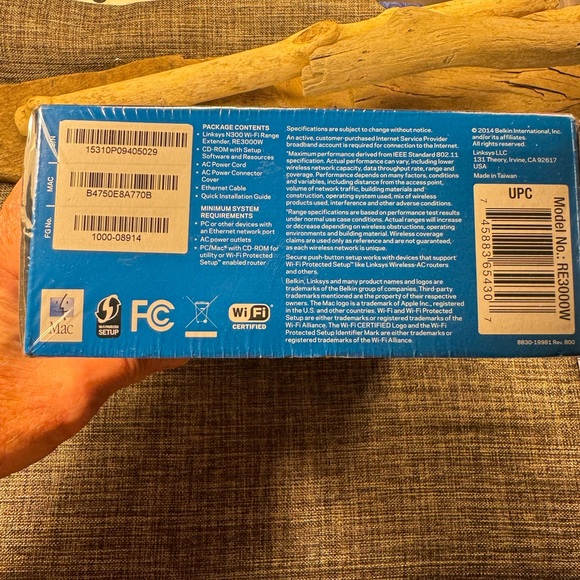 15310P09405029
MAC
B4750E8A770B
FG No.
1000-08914
PACKAGE CONTENTS
• Linksys N300 Wi-Fi Range
Extender, RE3000W
• CD-ROM with Setup
Software and Resources
• AC Power Cord
• AC Power Connector
Cover
• Ethernet Cable
• Quick Installation Guide
MINIMUM SYSTEM
REQUIREMENTS
• PC or other devices with
an Ethernet network port
• AC power outlets
• PC/Mac® with CD-ROM for
utility or Wi-Fi Protected
Setup™ enabled router
Mac
WI-FI PROTECTED
SETUP
FC
Wi Fi
CERTIFIED
Specifications are subject to change without notice.
An active, customer-purchased Internet Service Provider
broadband account is required for connection to the Internet.
*Maximum performance derived from IEEE Standard 802.11
specification. Actual performance can vary, including lower
wireless network capacity, data throughput rate, range and
coverage. Performance depends on many factors, conditions
and variables, including distance from the access point,
volume of network traffic, building materials and
construction, operating system used, mix of wireless
products used, interference and other adverse conditions.
†Range specifications are based on performance test results
under normal use case conditions. Actual ranges will increase
or decrease depending on wireless obstructions, operating
environments and building material. Wireless coverage
claims are used only as reference and are not guaranteed,
as each wireless network is unique.
Secure push-button setup works with devices that support
Wi-Fi Protected Setup™ like Linksys Wireless-AC routers
and others.
Belkin, Linksys and many product names and logos are
trademarks of the Belkin group of companies. Third-party
trademarks mentioned are the property of their respective
owners. The Mac logo is a trademark of Apple Inc., registered
in the U.S. and other countries. Wi-Fi and Wi-Fi Protected
Setup are either trademarks or registered trademarks of the
Wi-Fi Alliance. The Wi-Fi CERTIFIED Logo and the Wi-Fi
Protected Setup Identifier Mark are either trademarks or
registered trademarks of the Wi-Fi Alliance.
© 2014 Belkin International, Inc.
and/or its affiliates.
All rights reserved.
Linksys LLC
131 Theory, Irvine, CA 92617
USA
Made in Taiwan
UPC
7 45883 65430 7
Model No.: RE3000W
8830-19961 Rev. B00